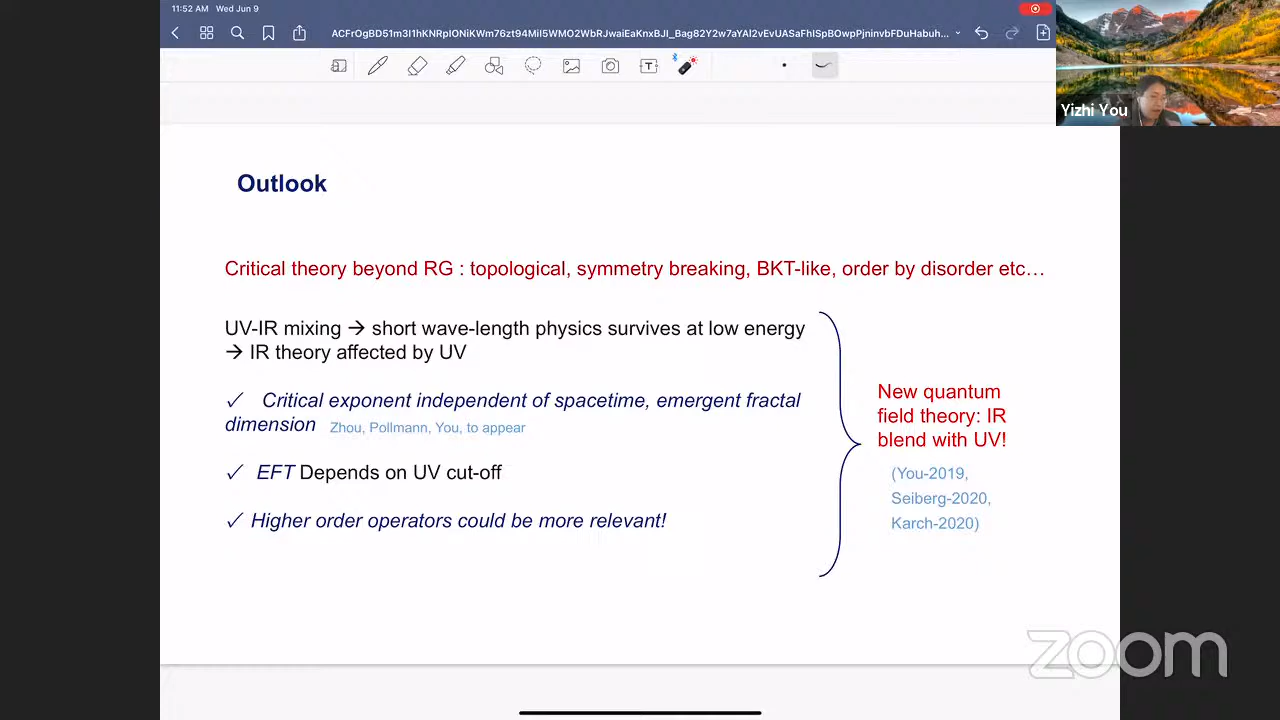 11:52 AM Wed Jun 9
Yizhi You
Outlook
Critical theory beyond RG : topological, symmetry breaking, BKT-like, order by disorder etc…
UV-IR mixing → short wave-length physics survives at low energy
→ IR theory affected by UV
✓ Critical exponent independent of spacetime, emergent fractal
dimension Zhou, Pollmann, You, to appear
✓ EFT Depends on UV cut-off
✓ Higher order operators could be more relevant!
New quantum
field theory: IR
blend with UV!
(You-2019,
Seiberg-2020,
Karch-2020)
zoom